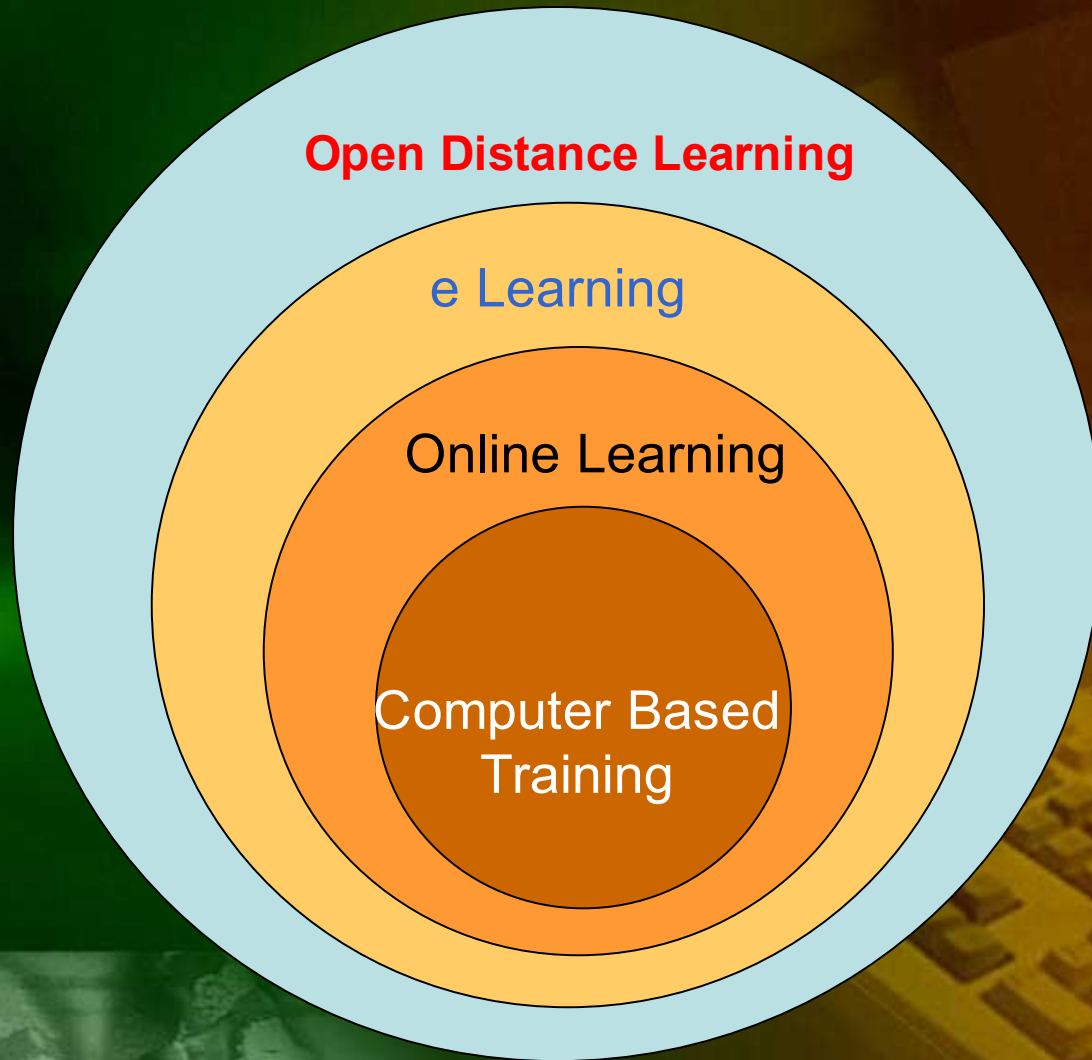 Open Distance Learning
e Learning
Online Learning
Computer Based
Training